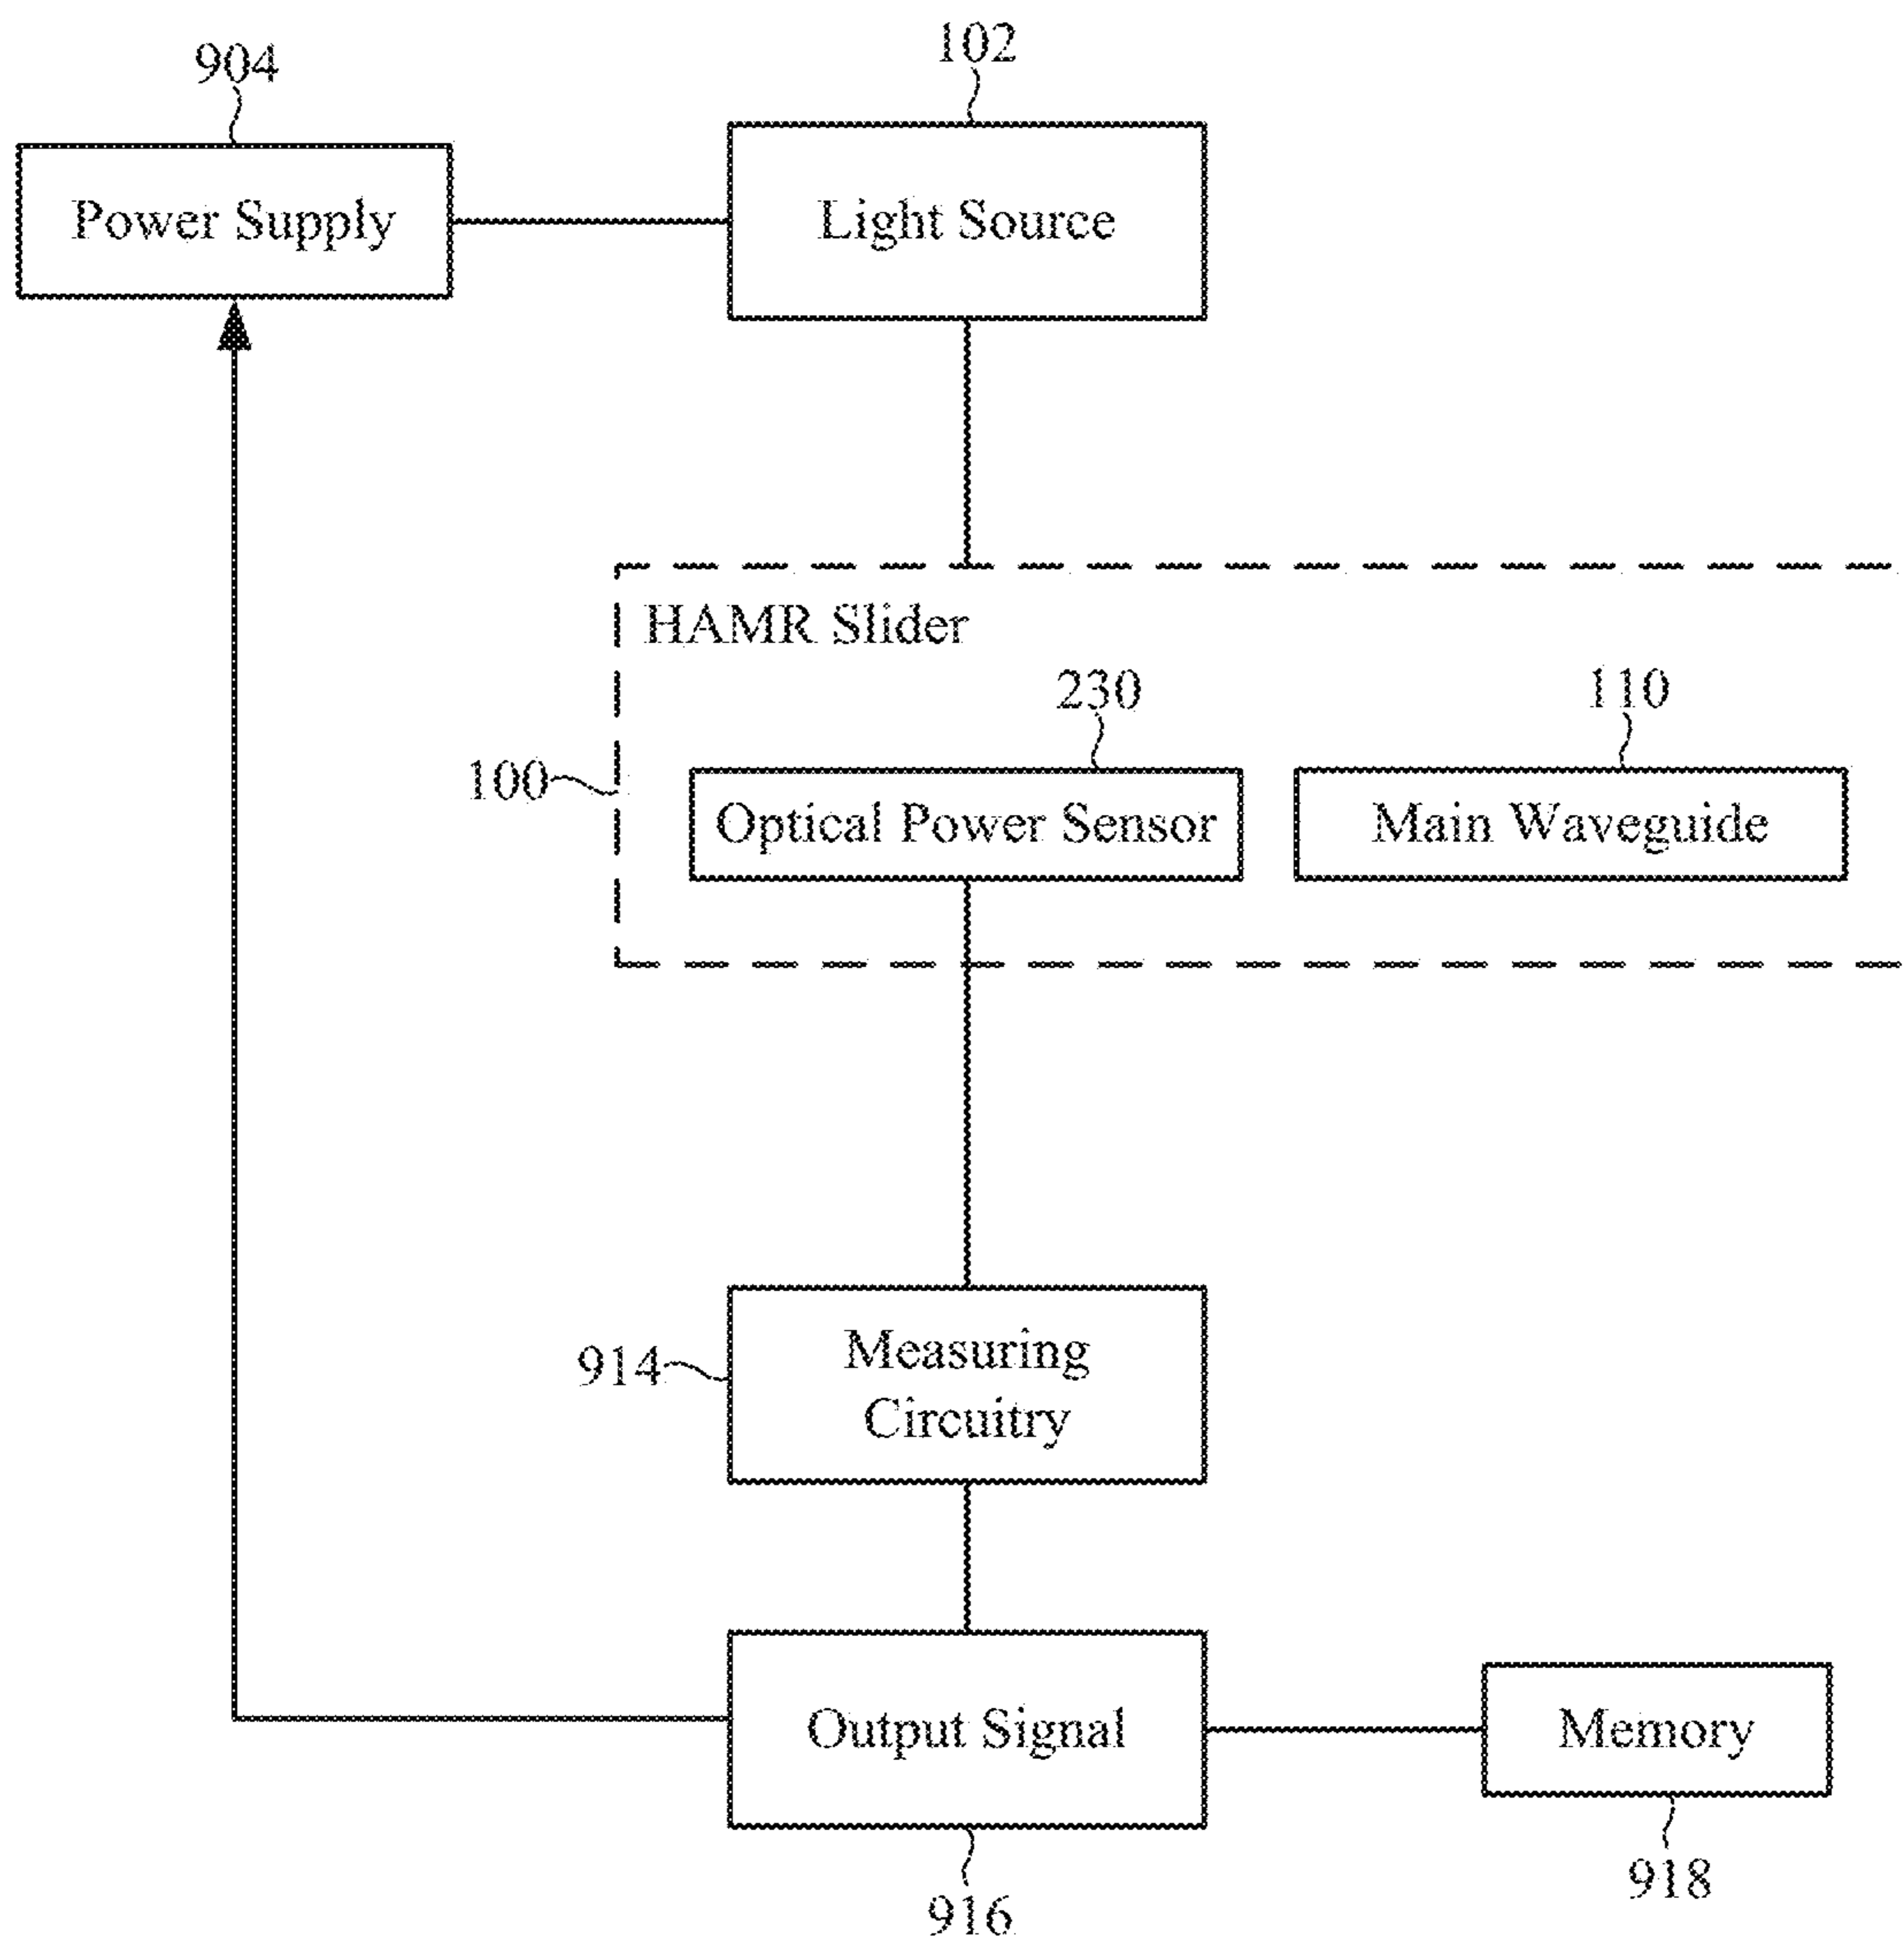 904
102
Power Supply
Light Source
HAMR Slider
230
110
100
Optical Power Sensor
Main Waveguide
914
Measuring
Circuitry
Output Signal
Memory
918
916